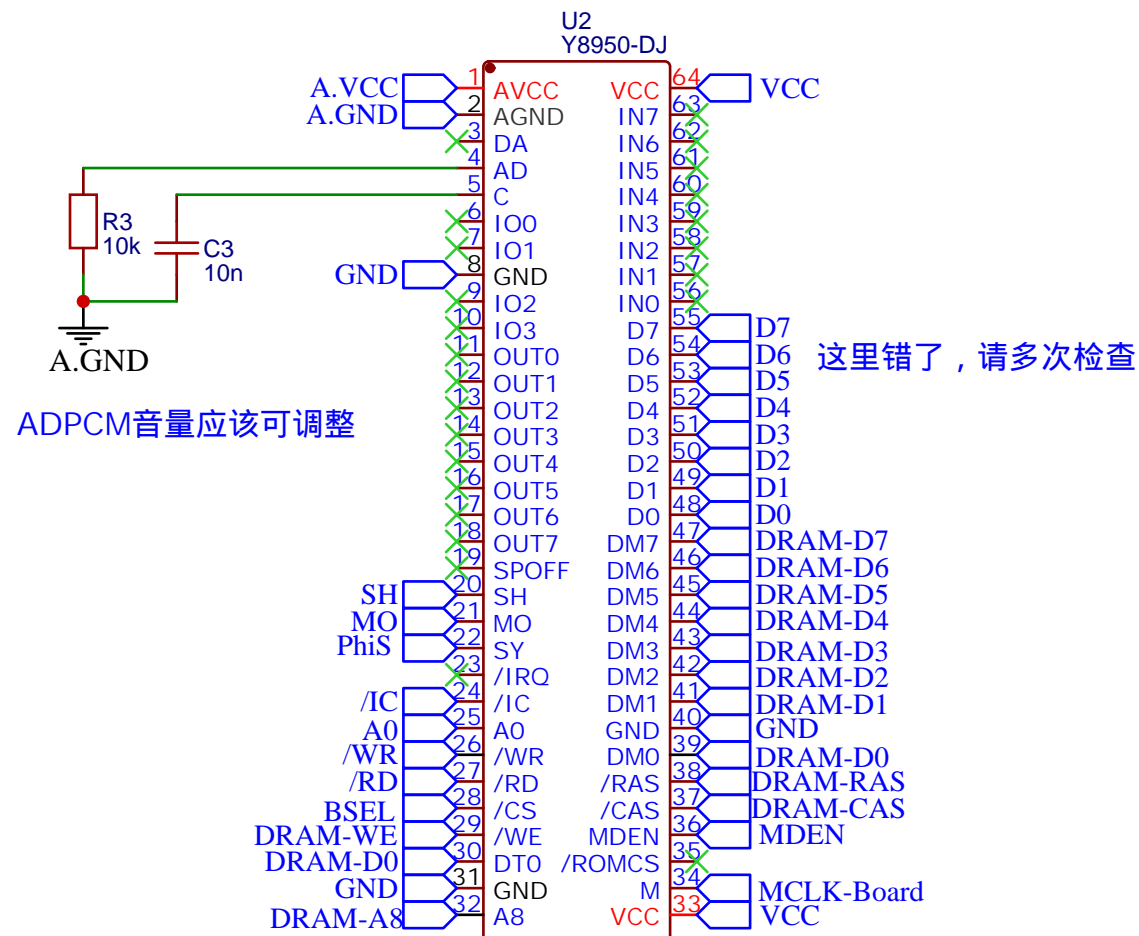 U2
Y8950-DJ
A.VCC 1 AVCC VCC 64 VCC
A.GND 2 AGND IN7 63
3 DA IN6 62
4 AD IN5 61
5 C IN4 60
R3
10k
C3
10n
6 IO0 IN3 59
7 IO1 IN2 58
GND 8 GND IN1 57
9 IO2 IN0 56
10 IO3 D7 55 D7
11 OUT0 D6 54 D6
这里错了，请多次检查
12 OUT1 D5 53 D5
A.GND
13 OUT2 D4 52 D4
ADPCM音量应该可调整
14 OUT3 D3 51 D3
15 OUT4 D2 50 D2
16 OUT5 D1 49 D1
17 OUT6 D0 48 D0
18 OUT7 DM7 47 DRAM-D7
19 SPOFF DM6 46 DRAM-D6
SH 20 SH DM5 45 DRAM-D5
MO 21 MO DM4 44 DRAM-D4
PhiS 22 SY DM3 43 DRAM-D3
23 /IRQ DM2 42 DRAM-D2
/IC 24 /IC DM1 41 DRAM-D1
A0 25 A0 GND 40 GND
/WR 26 /WR DM0 39 DRAM-D0
/RD 27 /RD /RAS 38 DRAM-RAS
BSEL 28 /CS /CAS 37 DRAM-CAS
DRAM-WE 29 /WE MDEN 36 MDEN
DRAM-D0 30 DT0 /ROMCS 35
GND 31 GND M 34 MCLK-Board
DRAM-A8 32 A8 VCC 33 VCC